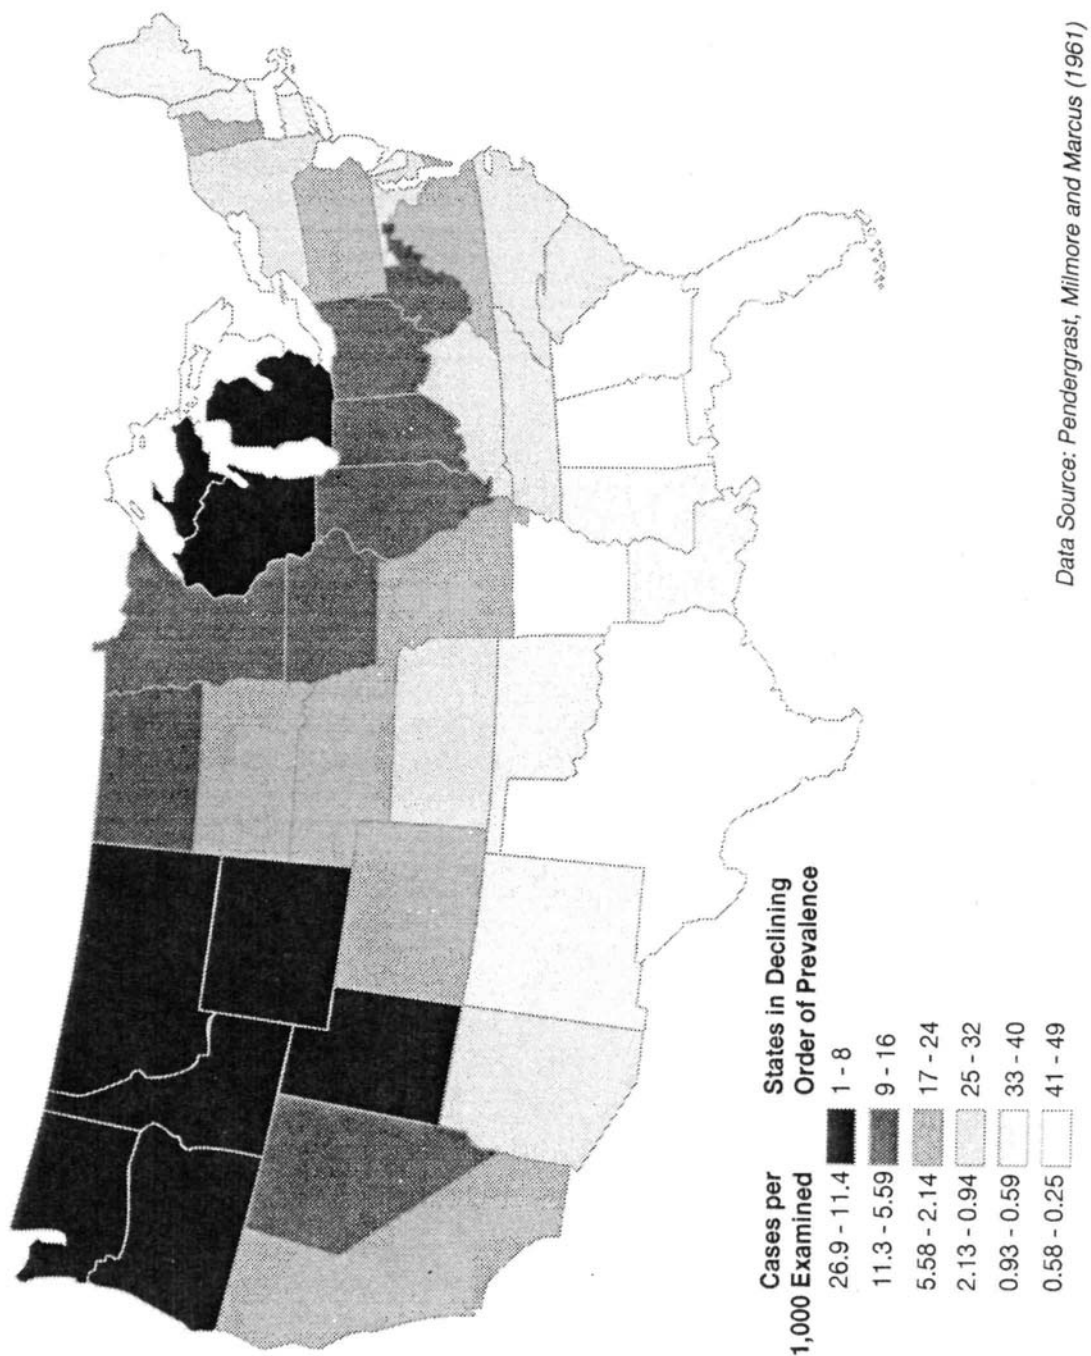 Cases per States in Declining
1,000 Examined Order of Prevalence
26.9 - 11.4 1 - 8
11.3 - 5.59 9 - 16
5.58 - 2.14 17 - 24
2.13 - 0.94 25 - 32
0.93 - 0.59 33 - 40
0.58 - 0.25 41 - 49
Data Source: Pendergrast, Milmore and Marcus (1961)